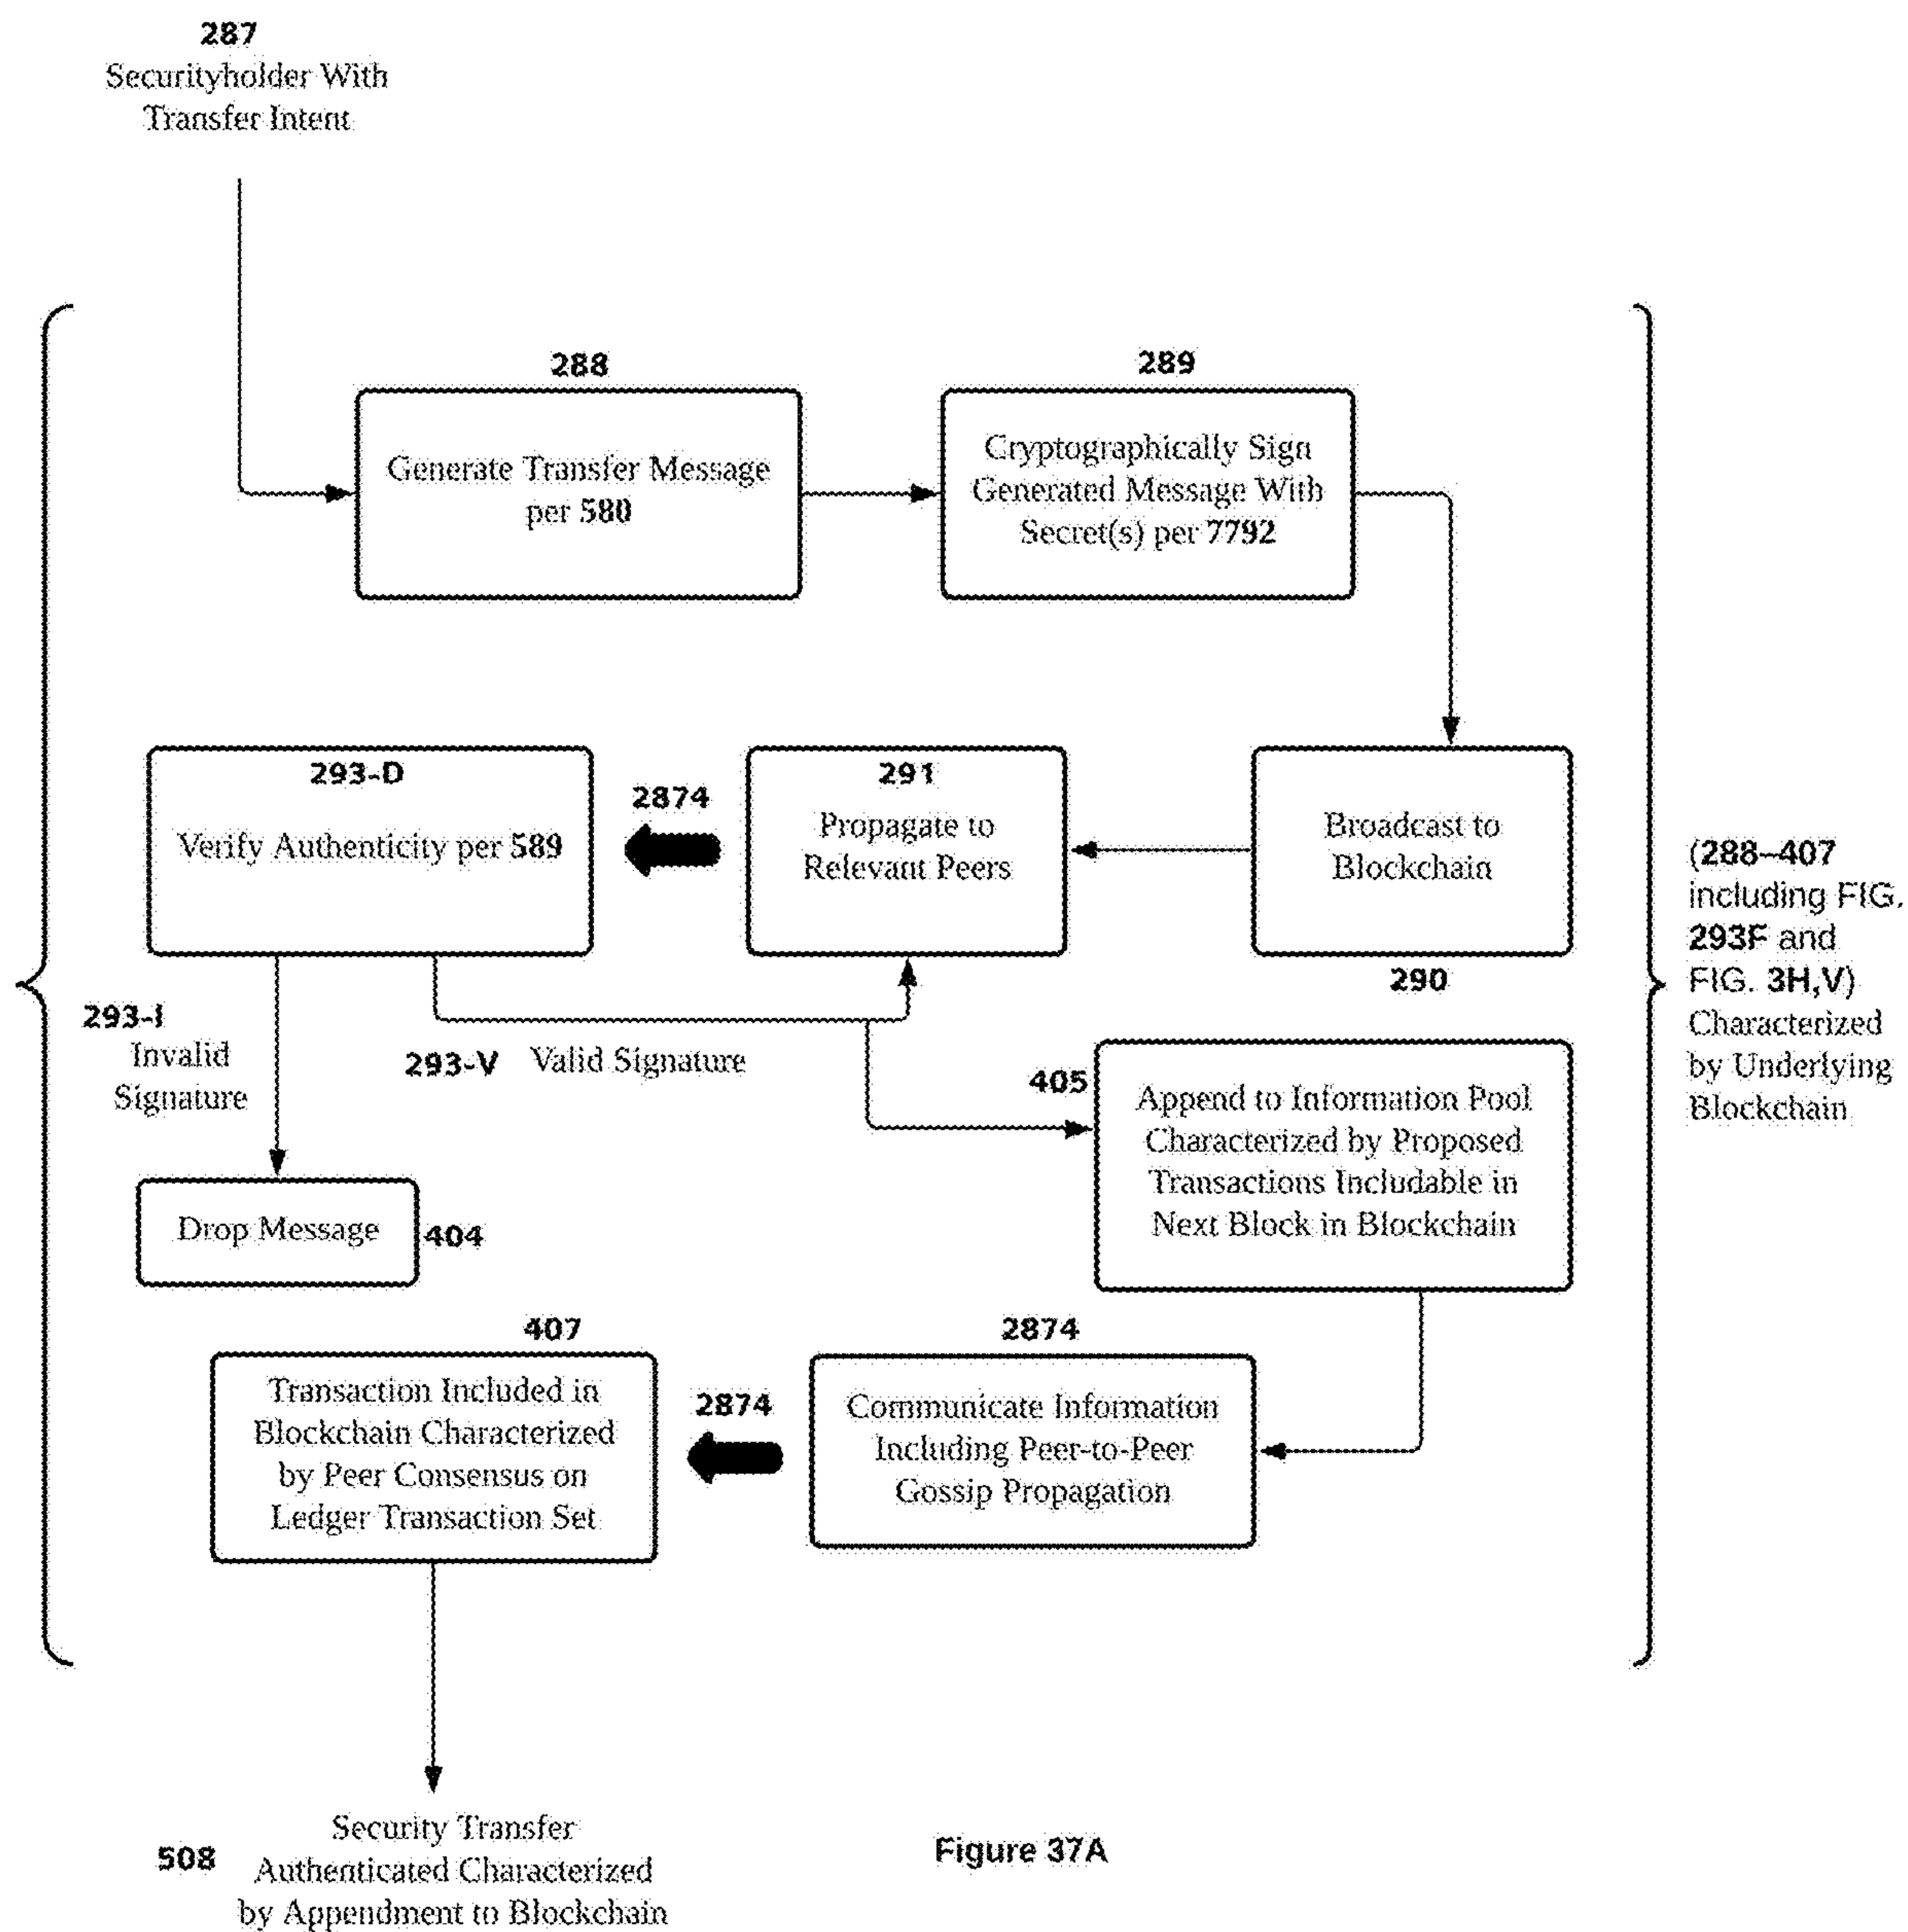 287
Securityholder With
Transfer Intent
288
Generate Transfer Message
per 580
289
Cryptographically Sign
Generated Message With
Secret(s) per 7792
293-D
Verify Authenticity per 589
2874
291
Propagate to
Relevant Peers
Broadcast to
Blockchain
290
(288–407
including FIG.
293F and
FIG. 3H,V)
Characterized
by Underlying
Blockchain
293-I
Invalid
Signature
293-V Valid Signature
405
Append to Information Pool
Characterized by Proposed
Transactions Includable in
Next Block in Blockchain
Drop Message
404
407
Transaction Included in
Blockchain Characterized
by Peer Consensus on
Ledger Transaction Set
2874
2874
Communicate Information
Including Peer-to-Peer
Gossip Propagation
508
Security Transfer
Authenticated Characterized
by Appendment to Blockchain
Figure 37A